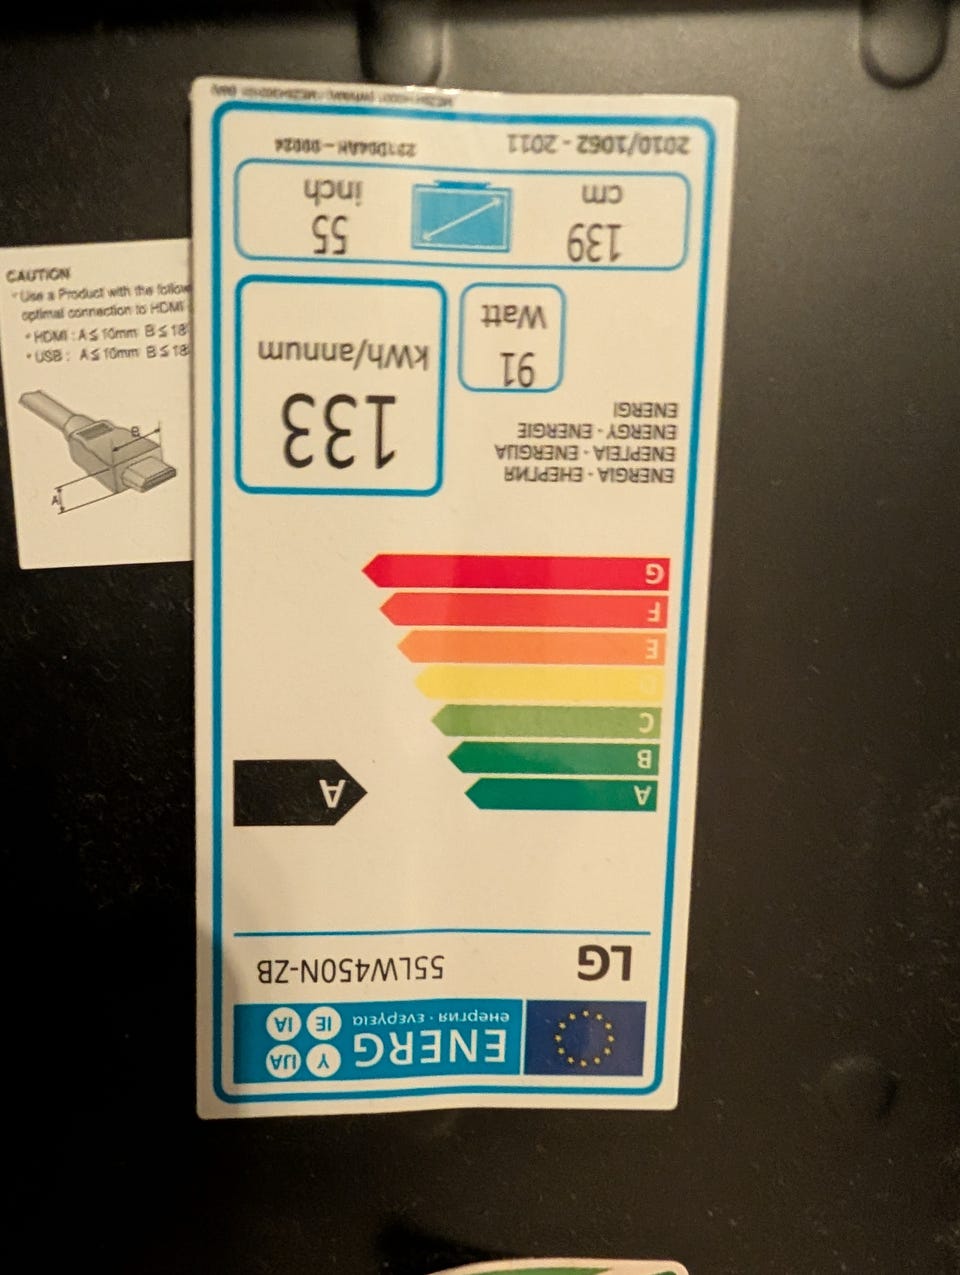 ENERG
Y IJA
IE IA
енергия · ενεργεια
LG 55LW450N-ZB
A
B
C
D
E
F
G
A
ENERGIA · ЕНЕРГИЯ
ΕΝΕΡΓΕΙΑ · ENERGIJA
ENERGY · ENERGIE
ENERGI
91
Watt
133
kWh/annum
139
cm
55
inch
2010/1062 - 2011
CAUTION
Use a Product with the follow
optimal connection to HDMI
• HDMI : A ≤ 10mm B ≤ 18
• USB : A ≤ 10mm B ≤ 18
B
A